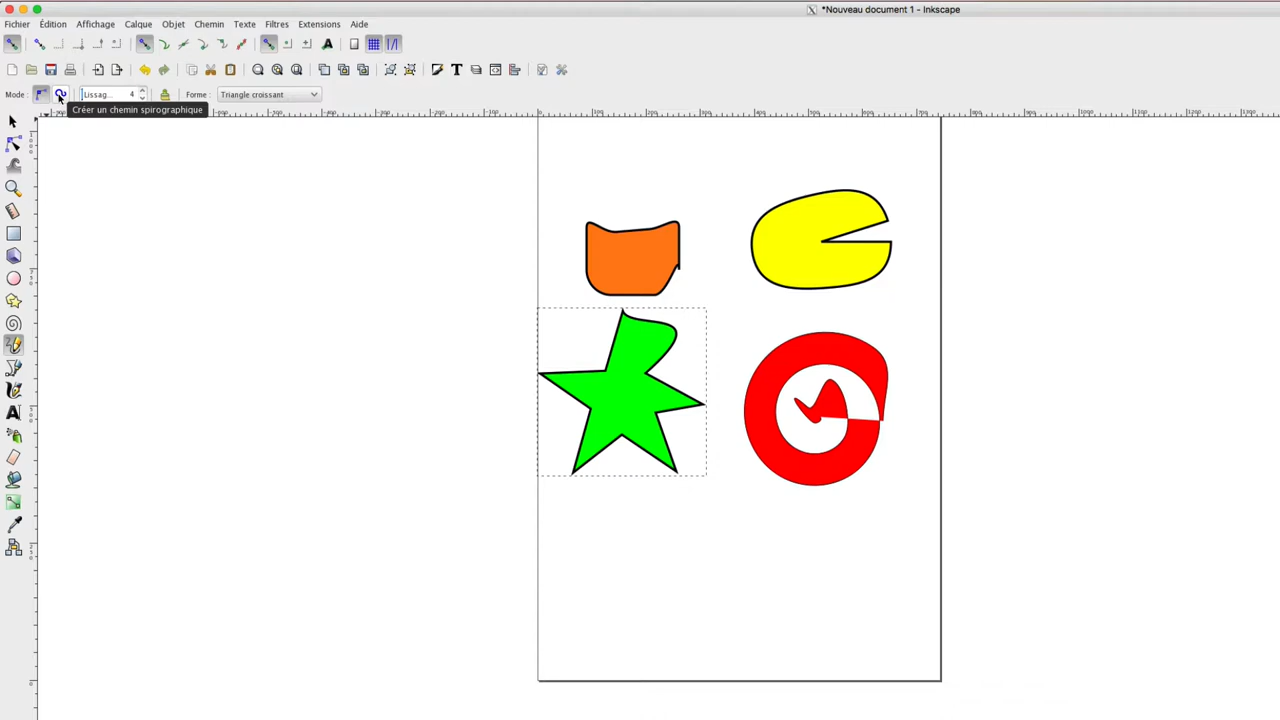 *Nouveau document 1 - Inkscape
Fichier Édition Affichage Calque Objet Chemin Texte Filtres Extensions Aide
Mode : Lissag... 4 Forme : Triangle croissant
Créer un chemin spirographique